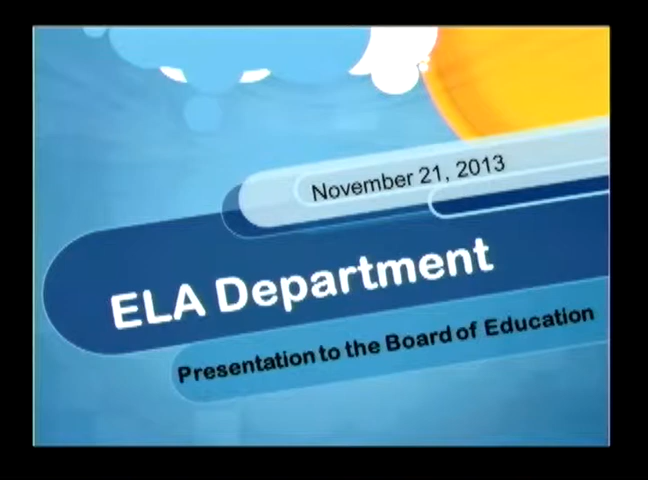 November 21, 2013
ELA Department
Presentation to the Board of Education